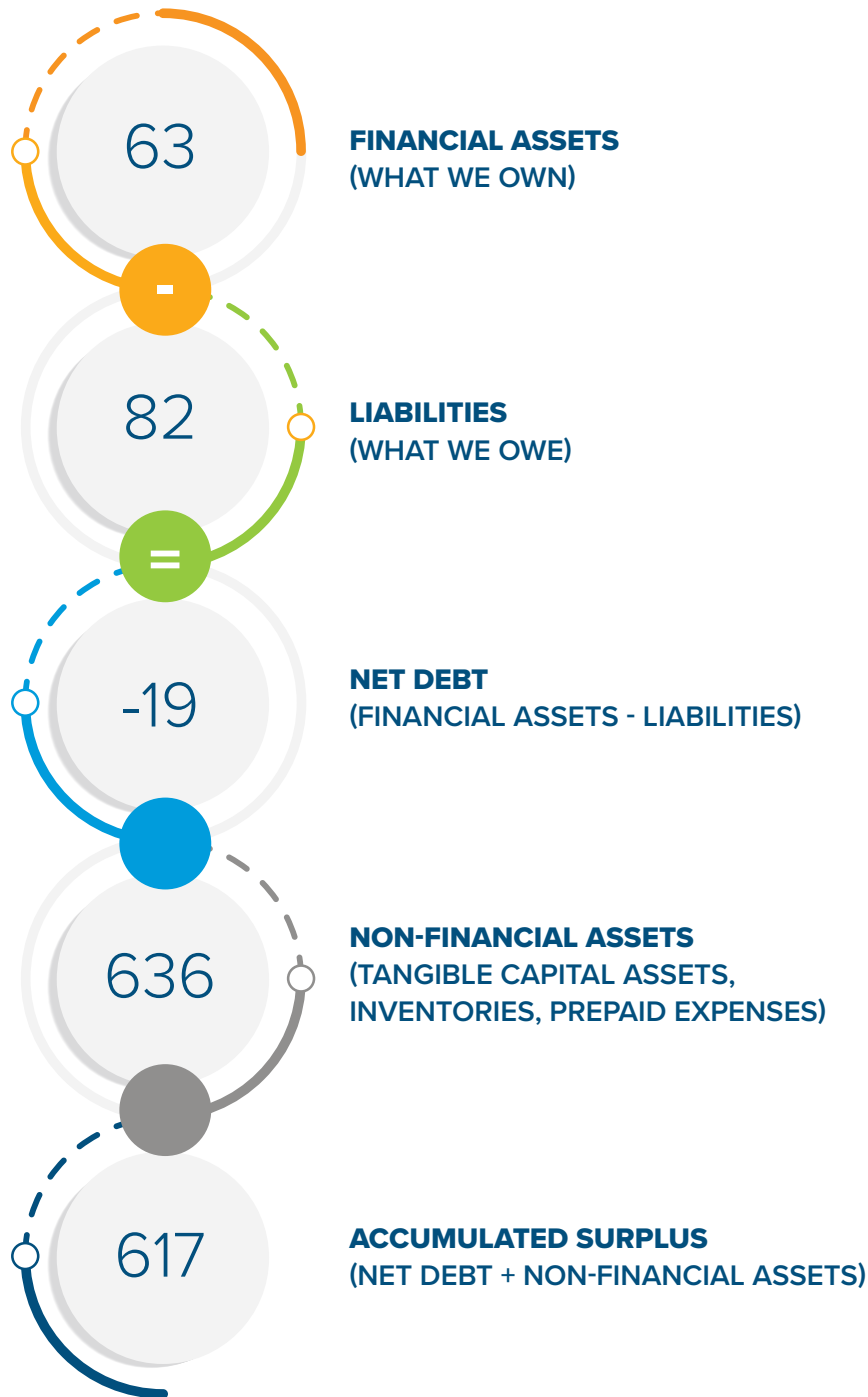 63
FINANCIAL ASSETS
(WHAT WE OWN)
-
82
LIABILITIES
(WHAT WE OWE)
=
-19
NET DEBT
(FINANCIAL ASSETS - LIABILITIES)
636
NON-FINANCIAL ASSETS
(TANGIBLE CAPITAL ASSETS,
INVENTORIES, PREPAID EXPENSES)
617
ACCUMULATED SURPLUS
(NET DEBT + NON-FINANCIAL ASSETS)